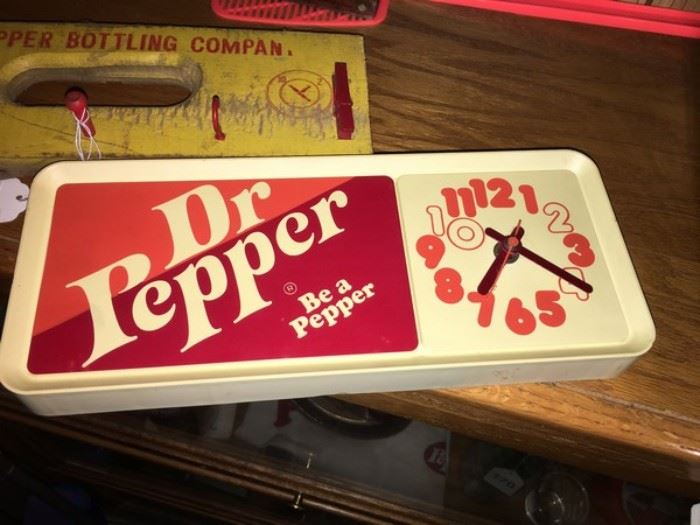 PPER BOTTLING COMPAN.
Dr
Pepper
®
Be a
Pepper
11 12 1
10 2
9 3
8 4
7 6 5